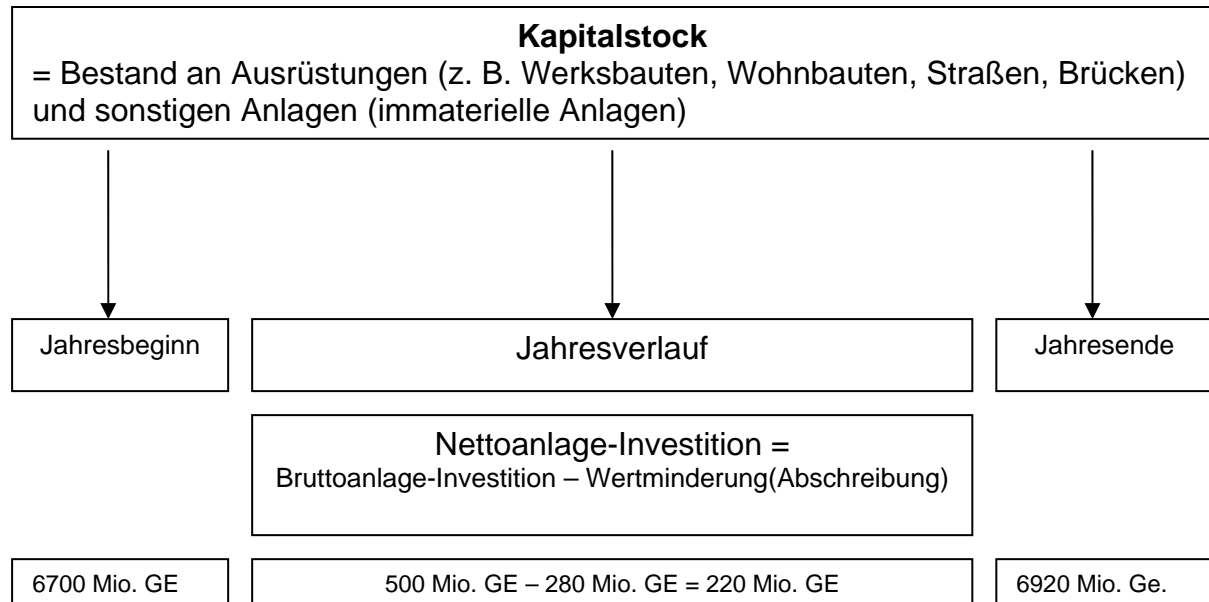 Kapitalstock
= Bestand an Ausrüstungen (z. B. Werksbauten, Wohnbauten, Straßen, Brücken)
und sonstigen Anlagen (immaterielle Anlagen)
Jahresbeginn
Jahresverlauf
Jahresende
Nettoanlage-Investition =
Bruttoanlage-Investition – Wertminderung(Abschreibung)
6700 Mio. GE
500 Mio. GE – 280 Mio. GE = 220 Mio. GE
6920 Mio. Ge.